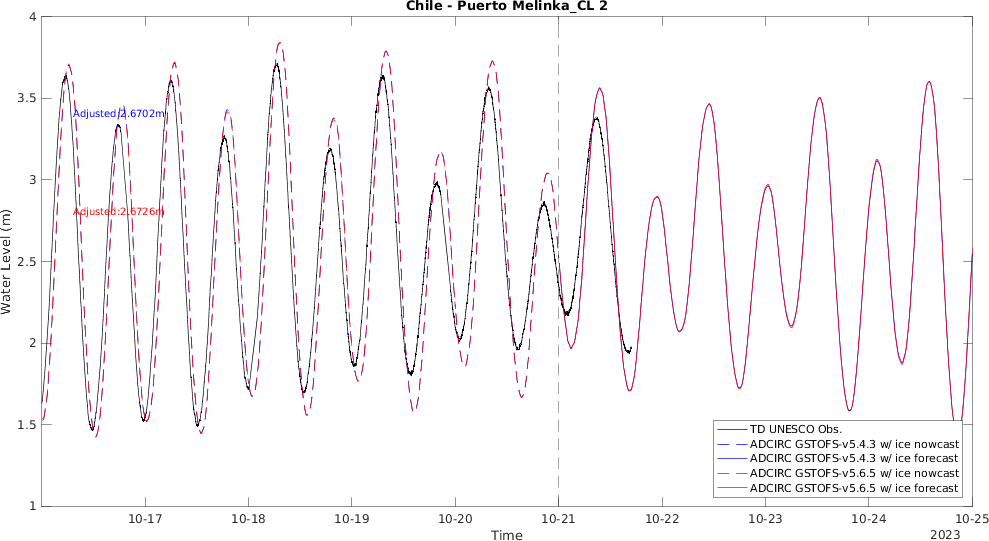 Chile - Puerto Melinka_CL 2
4
3.5
3
2.5
2
1.5
1
Water Level (m)
Adjusted:2.6702m
Adjusted:2.6726m
TD UNESCO Obs.
ADCIRC GSTOFS-v5.4.3 w/ ice nowcast
ADCIRC GSTOFS-v5.4.3 w/ ice forecast
ADCIRC GSTOFS-v5.6.5 w/ ice nowcast
ADCIRC GSTOFS-v5.6.5 w/ ice forecast
10-17 10-18 10-19 10-20 10-21 10-22 10-23 10-24 10-25
Time
2023